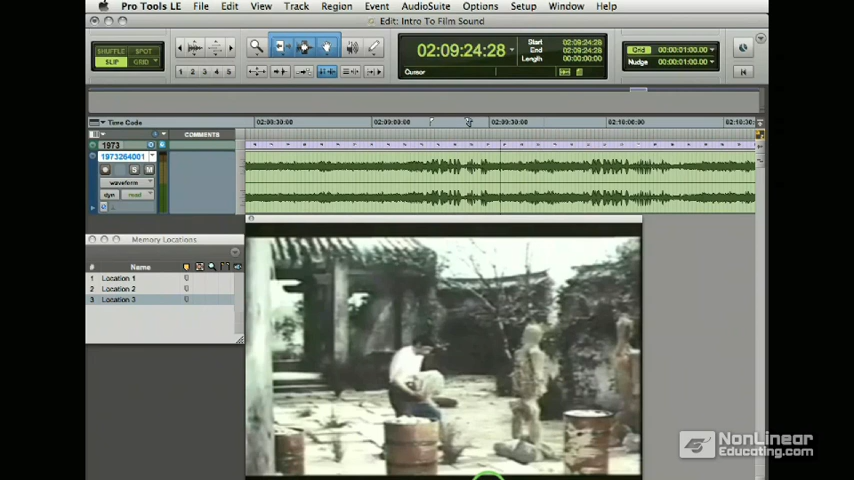 Pro Tools LE File Edit View Track Region Event AudioSuite Options Setup Window Help
Edit: Intro To Film Sound
SHUFFLE SPOT
SLIP GRID
1 2 3 4 5
02:09:24:28
Start 02:09:24:28
End 02:09:24:28
Length 00:00:00:00
Cursor
Grid 00:00:01:00.00
Nudge 00:00:01:00.00
Time Code
02:08:30:00 02:09:00:00 02:09:30:00 02:10:00:00 02:10:30
COMMENTS
1973
1973264001
S M
waveform
dyn read
Memory Locations
# Name
1 Location 1
2 Location 2
3 Location 3
NonLinear
Educating.com